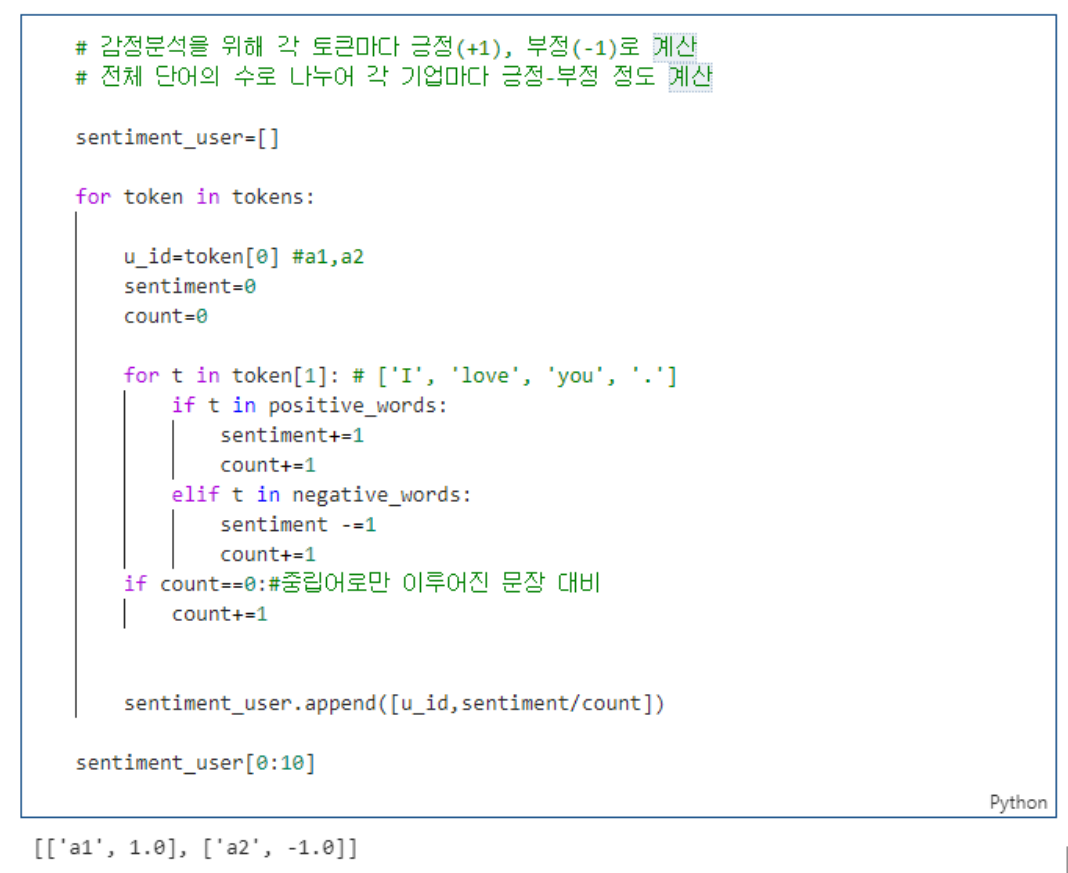 # 감정분석을 위해 각 토큰마다 긍정(+1), 부정(-1)로 계산
# 전체 단어의 수로 나누어 각 기업마다 긍정-부정 정도 계산
sentiment_user=[]
for token in tokens:
u_id=token[0] #a1,a2
sentiment=0
count=0
for t in token[1]: # ['I', 'love', 'you', '.']
if t in positive_words:
sentiment+=1
count+=1
elif t in negative_words:
sentiment -=1
count+=1
if count==0:#중립어로만 이루어진 문장 대비
count+=1
sentiment_user.append([u_id,sentiment/count])
sentiment_user[0:10]
Python
[['a1', 1.0], ['a2', -1.0]]